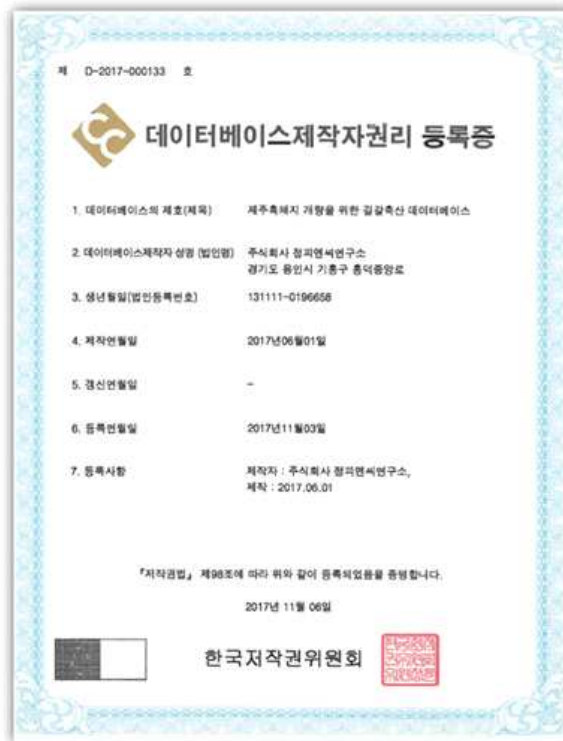 제 D-2017-000133 호
데이터베이스제작자권리 등록증
1. 데이터베이스의 제호(제목) 제주흑돼지 개량을 위한 길갈축산 데이터베이스
2. 데이터베이스제작자 성명 (법인명) 주식회사 정피엔씨연구소
경기도 용인시 기흥구 흥덕중앙로
3. 생년월일(법인등록번호) 131111-0196658
4. 제작연월일 2017년06월01일
5. 갱신연월일 -
6. 등록연월일 2017년11월03일
7. 등록사항 제작자 : 주식회사 정피엔씨연구소,
제작 : 2017.06.01
『저작권법』 제98조에 따라 위와 같이 등록되었음을 증명합니다.
2017년 11월 06일
한국저작권위원회